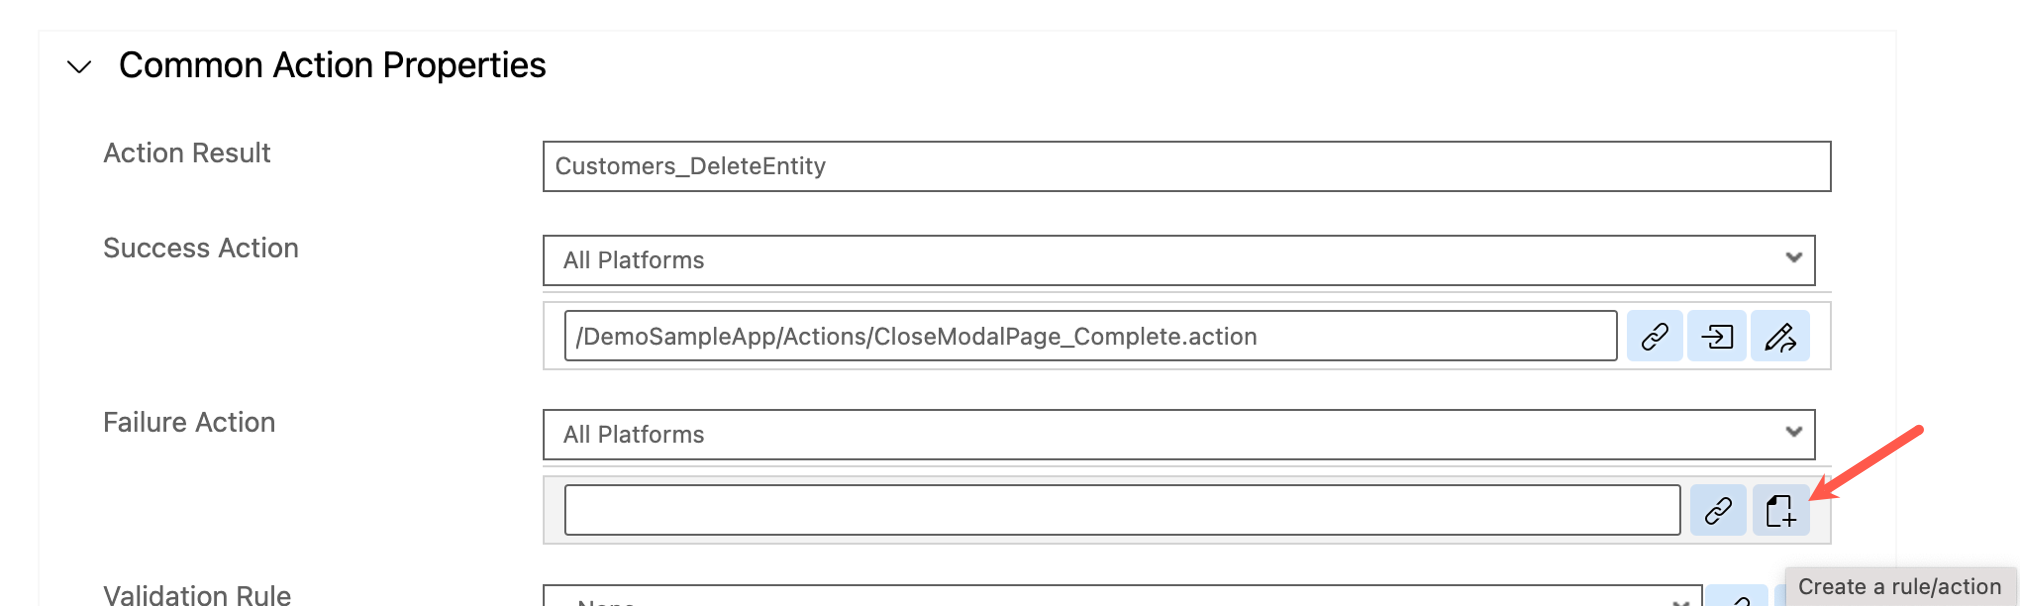 Common Action Properties
Action Result
Customers_DeleteEntity
Success Action
All Platforms
/DemoSampleApp/Actions/CloseModalPage_Complete.action
Failure Action
All Platforms
Validation Rule
None
Create a rule/action